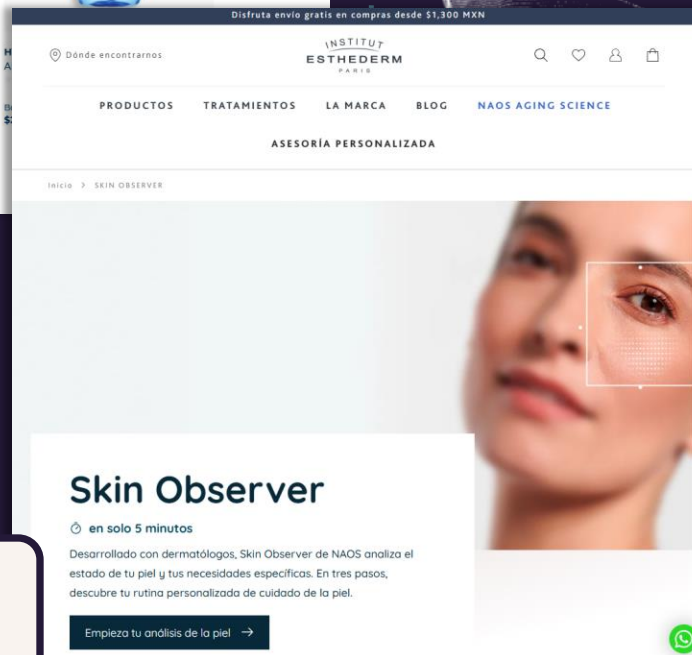 Disfruta envío gratis en compras desde $1,300 MXN
Dónde encontrarnos
INSTITUT
ESTHEDERM
PARIS
PRODUCTOS TRATAMIENTOS LA MARCA BLOG NAOS AGING SCIENCE
ASESORÍA PERSONALIZADA
Inicio > SKIN OBSERVER
Skin Observer
en solo 5 minutos
Desarrollado con dermatólogos, Skin Observer de NAOS analiza el
estado de tu piel y tus necesidades específicas. En tres pasos,
descubre tu rutina personalizada de cuidado de la piel.
Empieza tu análisis de la piel →